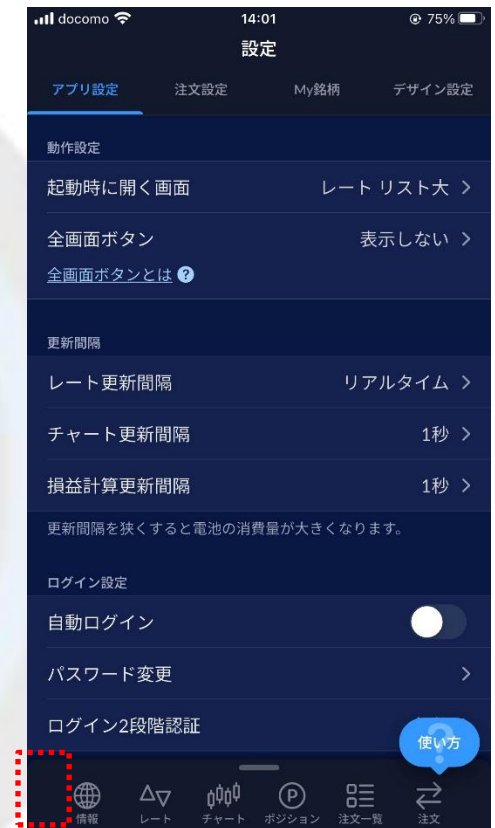 docomo 14:01 75%
設定
アプリ設定 注文設定 My銘柄 デザイン設定
動作設定
起動時に開く画面 レート リスト大
全画面ボタン 表示しない
全画面ボタンとは ?
更新間隔
レート更新間隔 リアルタイム
チャート更新間隔 1秒
損益計算更新間隔 1秒
更新間隔を狭くすると電池の消費量が大きくなります。
ログイン設定
自動ログイン
パスワード変更
ログイン2段階認証
使い方
情報 レート チャート ポジション 注文一覧 注文